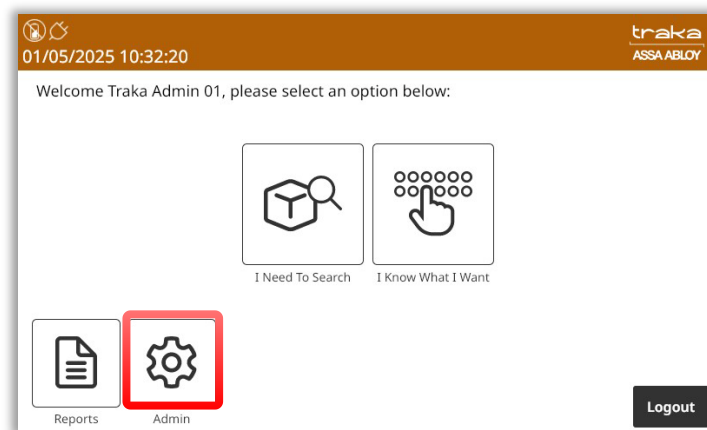 traka
01/05/2025 10:32:20
ASSA ABLOY
Welcome Traka Admin 01, please select an option below:
I Need To Search
I Know What I Want
Reports
Admin
Logout